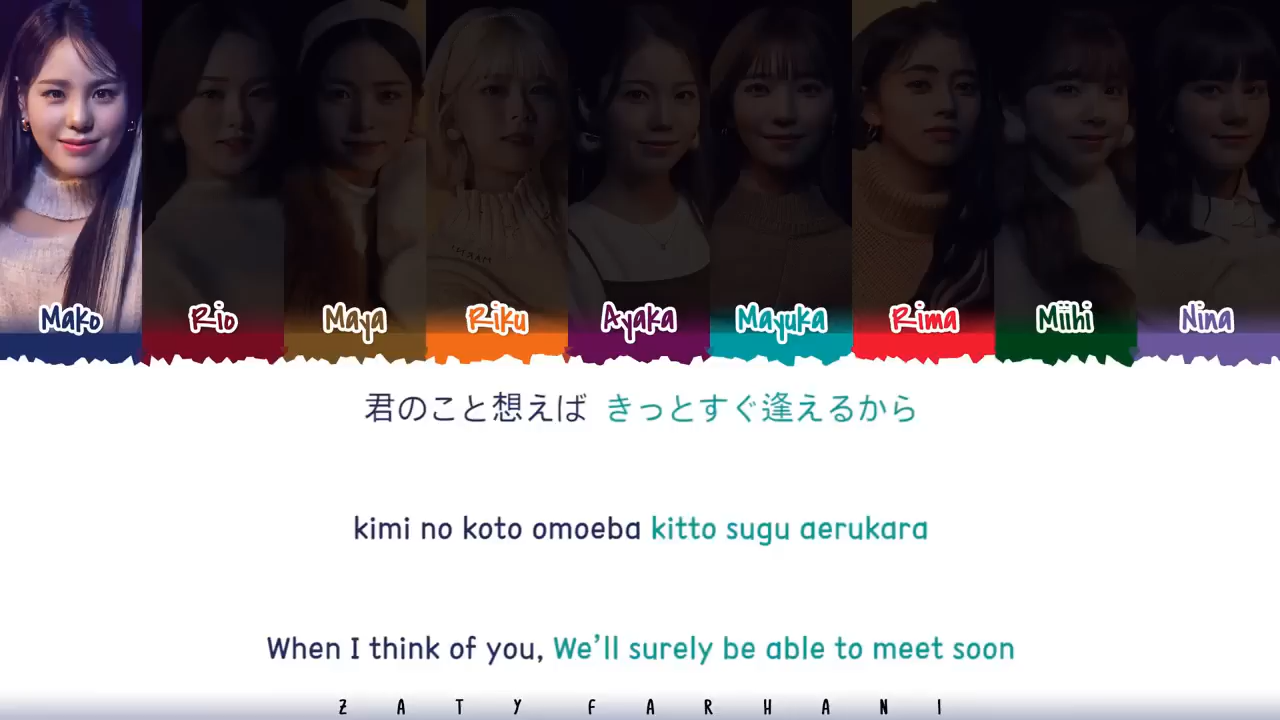 Mako Rio Maya Riku Ayaka Mayuka Rima Miihi Nina
君のこと想えば きっとすぐ逢えるから
kimi no koto omoeba kitto sugu aerukara
When I think of you, We'll surely be able to meet soon
ZATY FARHANI